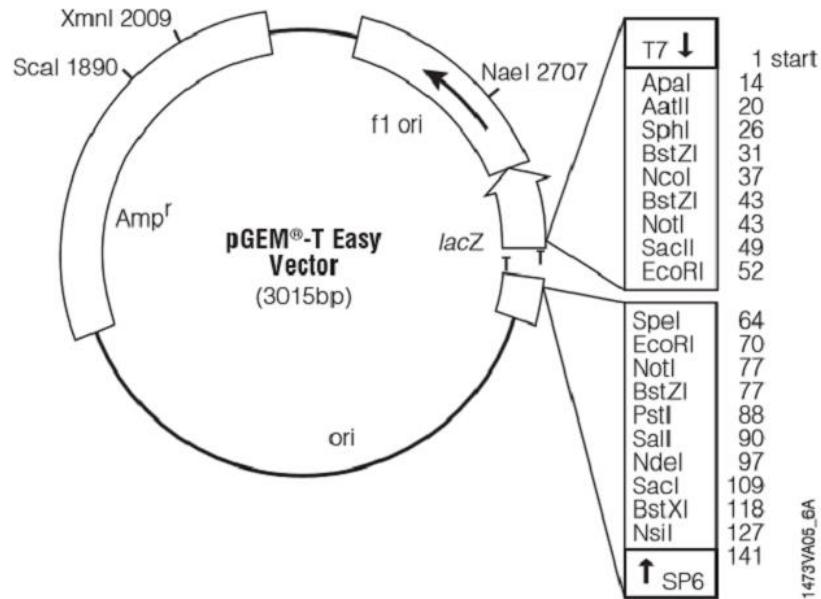 XmnI 2009
ScaI 1890
NaeI 2707
f1 ori
Ampʳ
lacZ
pGEM®-T Easy
Vector
(3015bp)
T T
ori
T7 ↓
1 start
ApaI 14
AatII 20
SphI 26
BstZI 31
NcoI 37
BstZI 43
NotI 43
SacII 49
EcoRI 52
SpeI 64
EcoRI 70
NotI 77
BstZI 77
PstI 88
SalI 90
NdeI 97
SacI 109
BstXI 118
NsiI 127
141
↑ SP6
1473VA05_6A